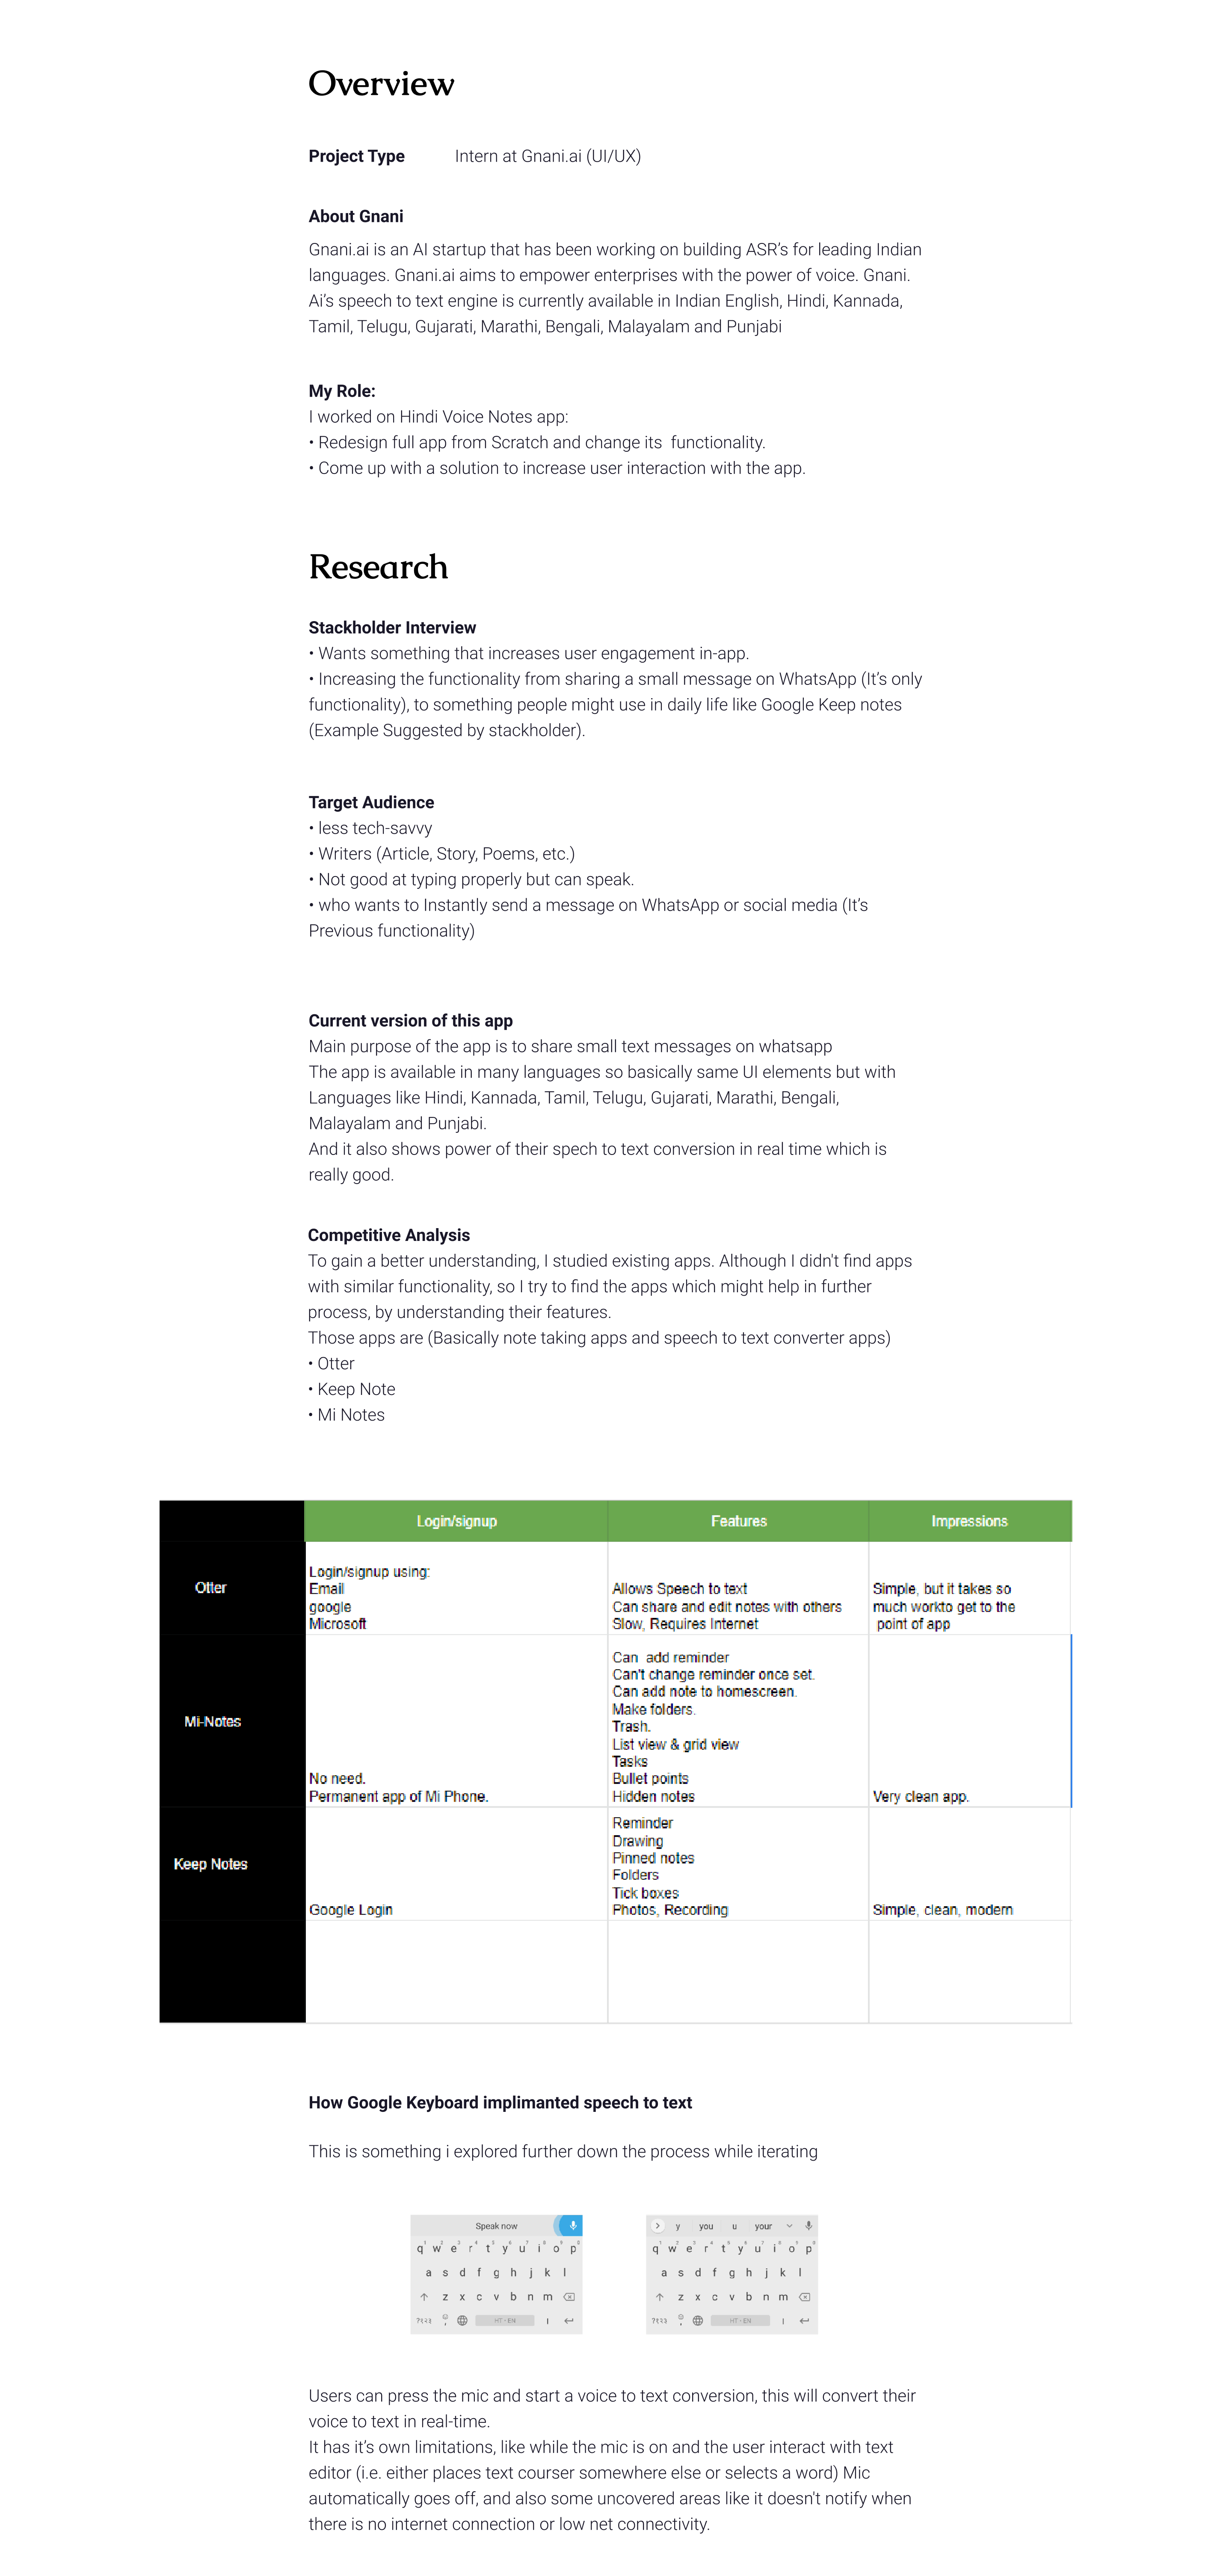 Overview
Project Type Intern at Gnani.ai (UI/UX)
About Gnani
Gnani.ai is an AI startup that has been working on building ASR’s for leading Indian
languages. Gnani.ai aims to empower enterprises with the power of voice. Gnani.
Ai’s speech to text engine is currently available in Indian English, Hindi, Kannada,
Tamil, Telugu, Gujarati, Marathi, Bengali, Malayalam and Punjabi
My Role:
I worked on Hindi Voice Notes app:
• Redesign full app from Scratch and change its  functionality.
• Come up with a solution to increase user interaction with the app.
Research
Stackholder Interview
• Wants something that increases user engagement in-app.
• Increasing the functionality from sharing a small message on WhatsApp (It’s only
functionality), to something people might use in daily life like Google Keep notes
(Example Suggested by stackholder).
Target Audience
• less tech-savvy
• Writers (Article, Story, Poems, etc.)
• Not good at typing properly but can speak.
• who wants to Instantly send a message on WhatsApp or social media (It’s
Previous functionality)
Current version of this app
Main purpose of the app is to share small text messages on whatsapp
The app is available in many languages so basically same UI elements but with
Languages like Hindi, Kannada, Tamil, Telugu, Gujarati, Marathi, Bengali,
Malayalam and Punjabi.
And it also shows power of their spech to text conversion in real time which is
really good.
Competitive Analysis
To gain a better understanding, I studied existing apps. Although I didn't find apps
with similar functionality, so I try to find the apps which might help in further
process, by understanding their features.
Those apps are (Basically note taking apps and speech to text converter apps)
• Otter
• Keep Note
• Mi Notes
Login/signup Features Impressions
Otter
Login/signup using:
Email
google
Microsoft
Allows Speech to text
Can share and edit notes with others
Slow, Requires Internet
Simple, but it takes so
much workto get to the
point of app
Mi-Notes
No need.
Permanent app of Mi Phone.
Can  add reminder
Can't change reminder once set.
Can add note to homescreen.
Make folders.
Trash.
List view & grid view
Tasks
Bullet points
Hidden notes
Very clean app.
Keep Notes
Google Login
Reminder
Drawing
Pinned notes
Folders
Tick boxes
Photos, Recording
Simple, clean, modern
How Google Keyboard implimanted speech to text
This is something i explored further down the process while iterating
Speak now
q w e r t y u i o p
a s d f g h j k l
z x c v b n m
?१२३ HT - EN
y you u your
q w e r t y u i o p
a s d f g h j k l
z x c v b n m
?१२३ HT - EN
Users can press the mic and start a voice to text conversion, this will convert their
voice to text in real-time.
It has it’s own limitations, like while the mic is on and the user interact with text
editor (i.e. either places text courser somewhere else or selects a word) Mic
automatically goes off, and also some uncovered areas like it doesn't notify when
there is no internet connection or low net connectivity.